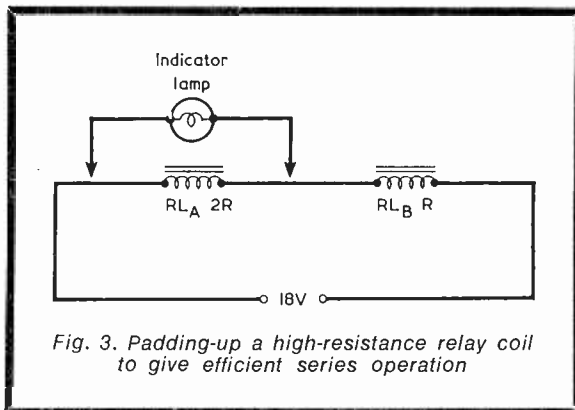 Indicator
lamp
RLA 2R
RLB R
18V
Fig. 3. Padding-up a high-resistance relay coil
to give efficient series operation